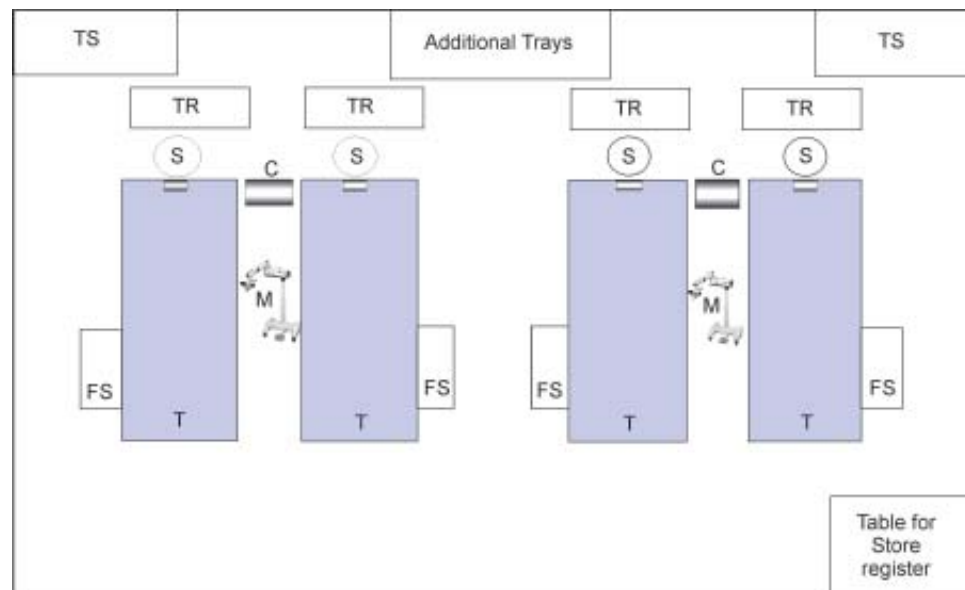 TS
Additional Trays
TS
TR
TR
TR
TR
S
S
S
S
C
C
M
M
FS
FS
FS
FS
T
T
T
T
Table for
Store
register